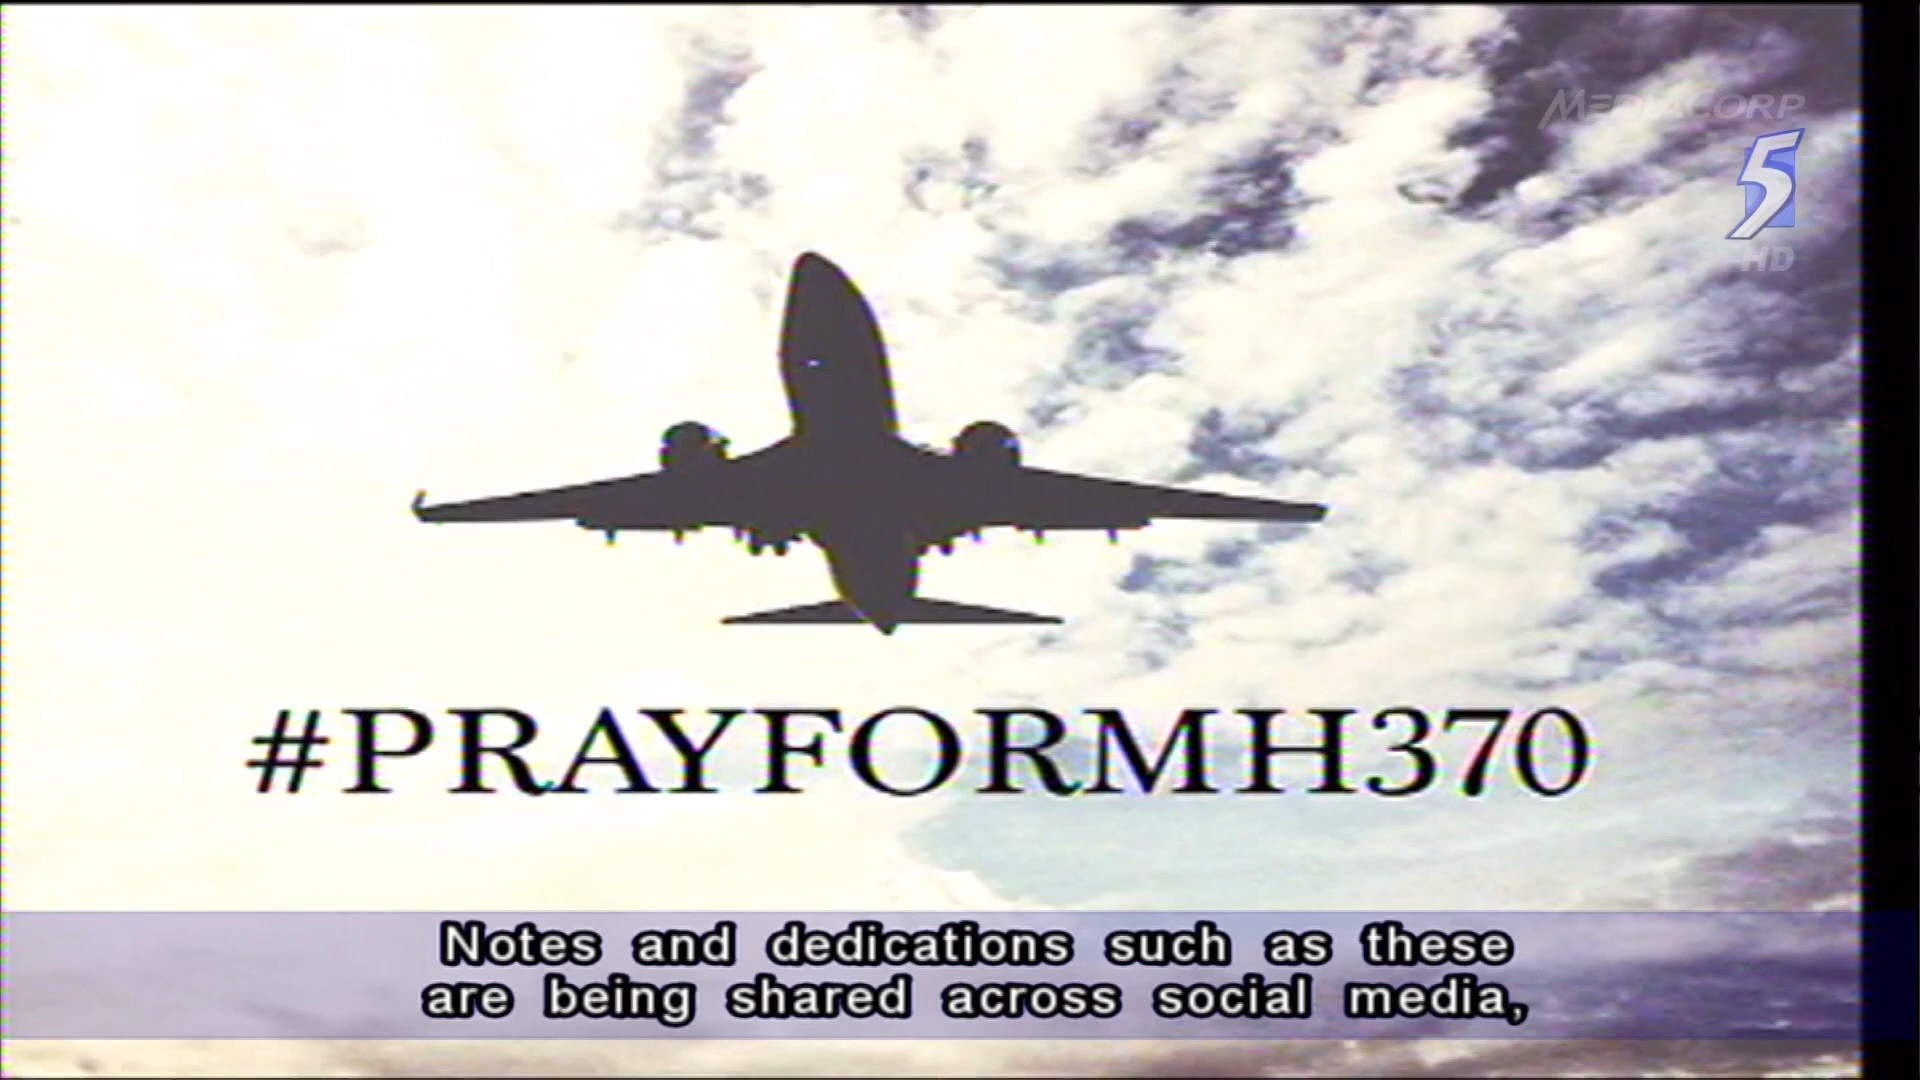 MEDIACORP
5
HD
#PRAYFORMH370
Notes and dedications such as these
are being shared across social media,